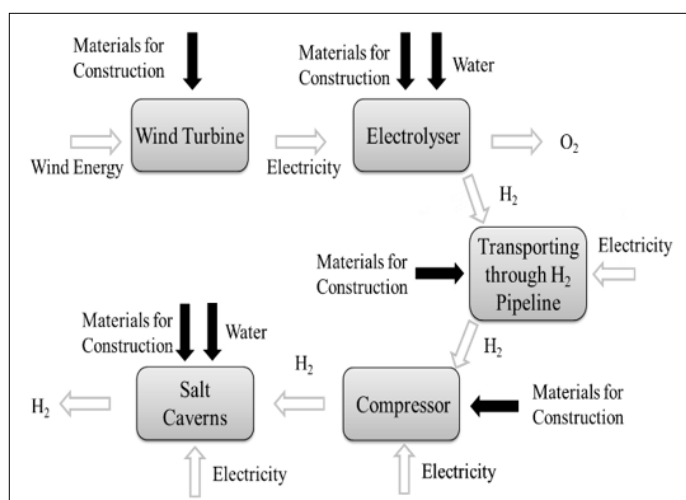 Materials for
Construction
Materials for
Construction
Water
Wind Turbine
Electrolyser
O2
Wind Energy
Electricity
H2
Materials for
Construction
Transporting
through H2
Pipeline
Electricity
H2
Materials for
Construction
Water
H2
Salt
Caverns
H2
Compressor
Materials for
Construction
Electricity
Electricity